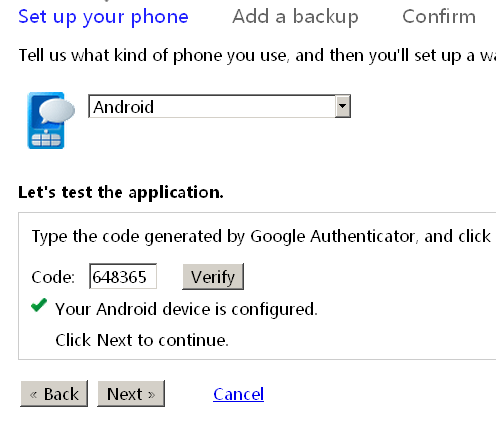 Set up your phone Add a backup Confirm
Tell us what kind of phone you use, and then you'll set up a
Android
Let's test the application.
Type the code generated by Google Authenticator, and click
Code: 648365 Verify
Your Android device is configured.
Click Next to continue.
« Back Next » Cancel